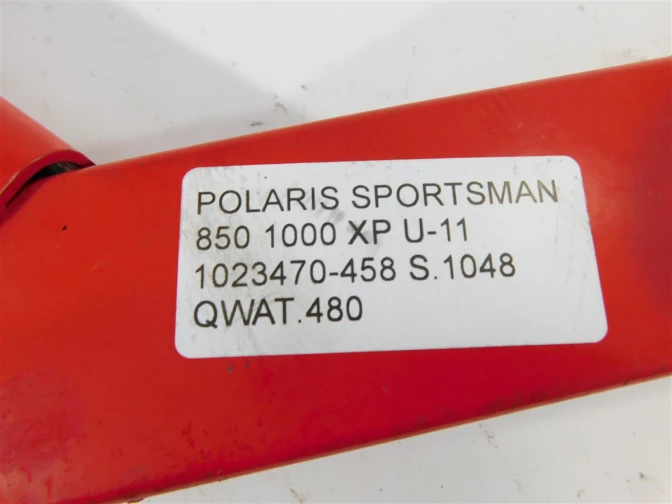 POLARIS SPORTSMAN
850 1000 XP U-11
1023470-458 S.1048
QWAT.480